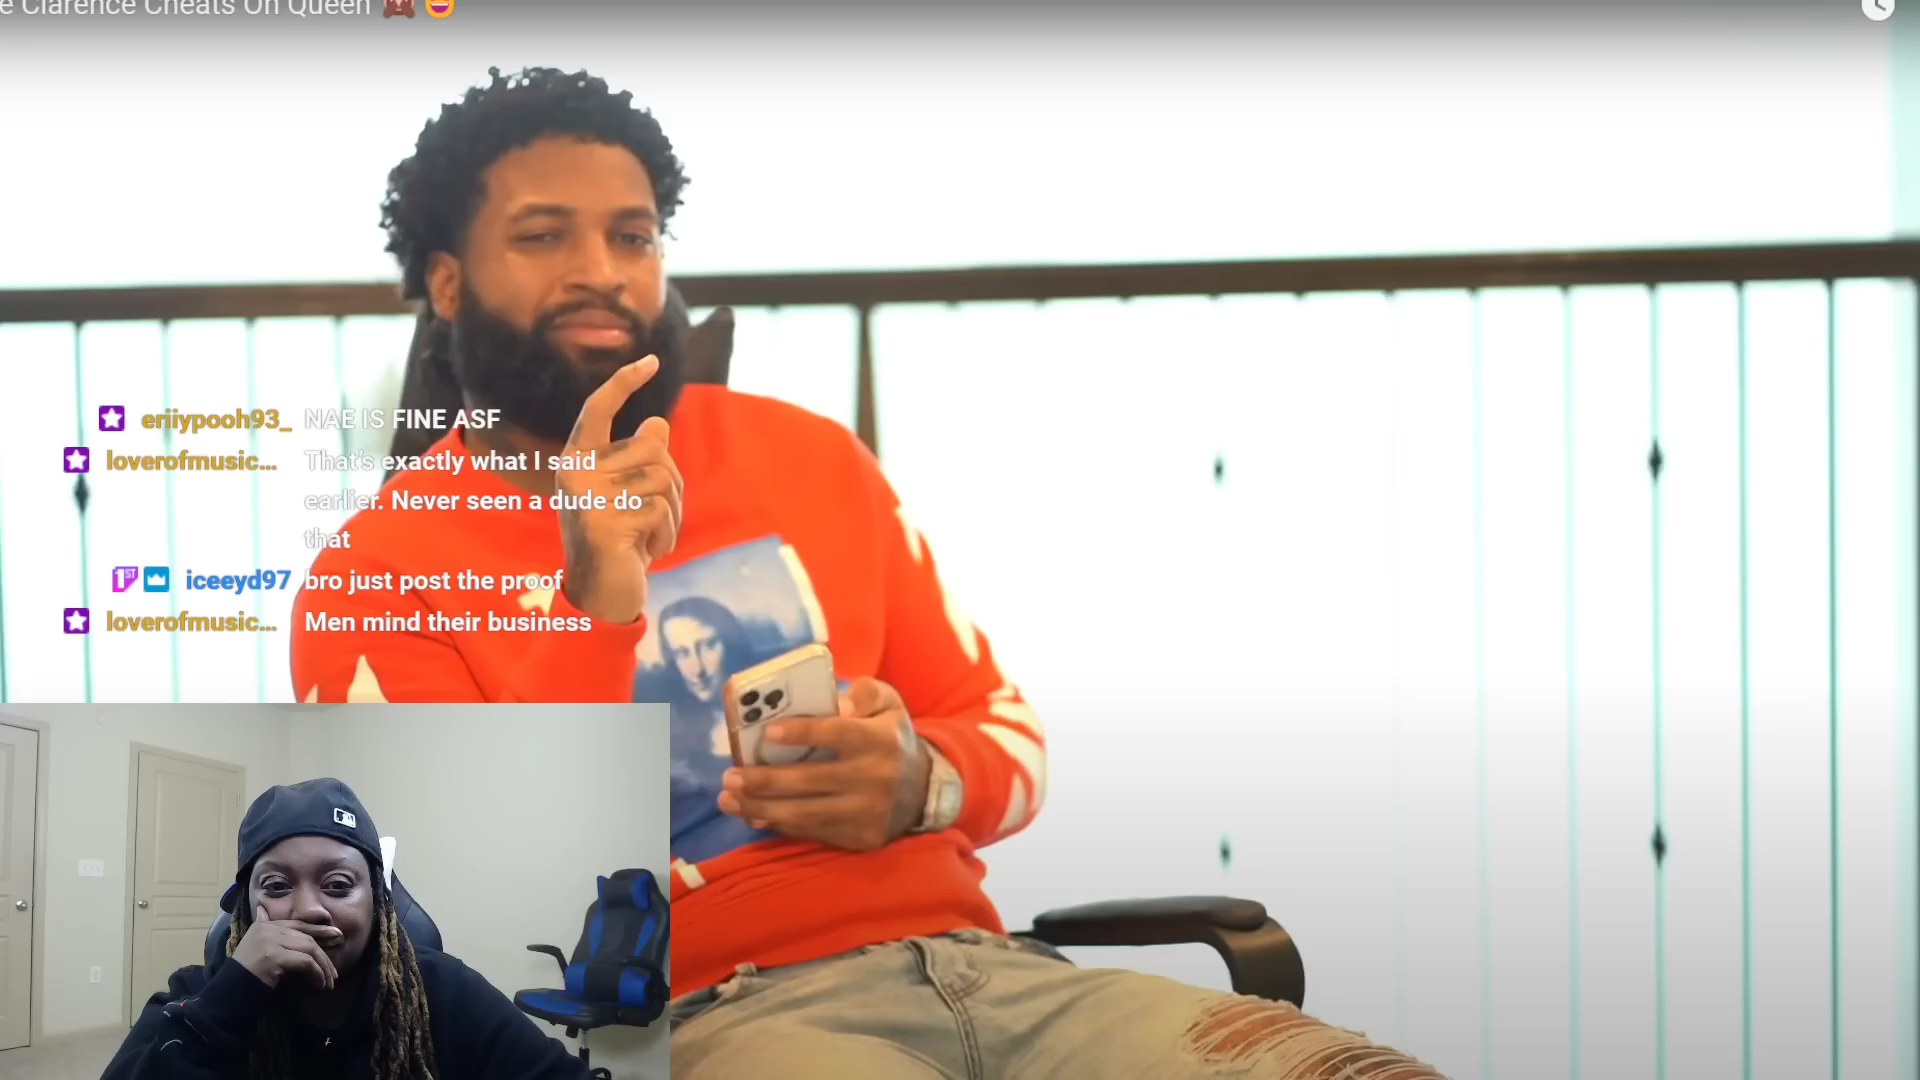 e Clarence Cheats On Queen
eriiypooh93_ NAE IS FINE ASF
loverofmusic... That's exactly what I said
earlier. Never seen a dude do
that
1ST iceeyd97 bro just post the proof
loverofmusic... Men mind their business